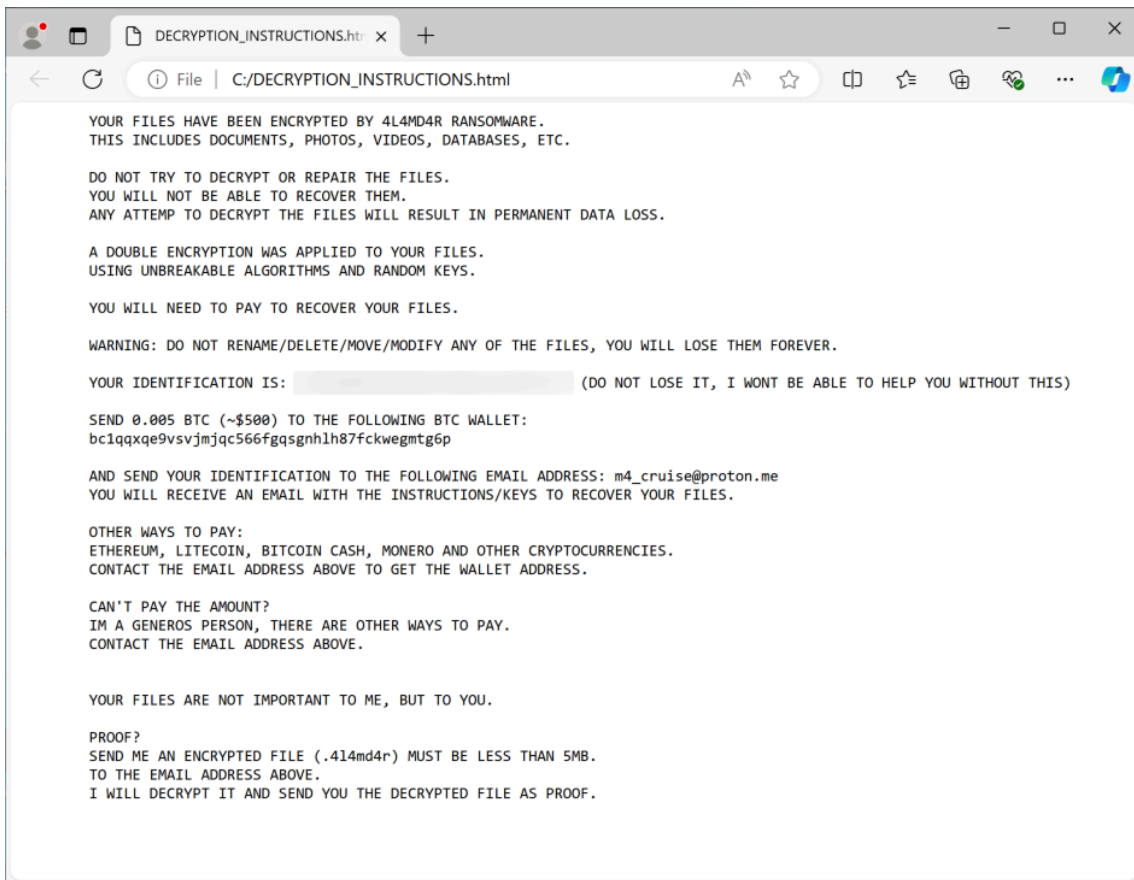 DECRYPTION_INSTRUCTIONS.ht
File
C:/DECRYPTION_INSTRUCTIONS.html
YOUR FILES HAVE BEEN ENCRYPTED BY 4L4MD4R RANSOMWARE.
THIS INCLUDES DOCUMENTS, PHOTOS, VIDEOS, DATABASES, ETC.
DO NOT TRY TO DECRYPT OR REPAIR THE FILES.
YOU WILL NOT BE ABLE TO RECOVER THEM.
ANY ATTEMP TO DECRYPT THE FILES WILL RESULT IN PERMANENT DATA LOSS.
A DOUBLE ENCRYPTION WAS APPLIED TO YOUR FILES.
USING UNBREAKABLE ALGORITHMS AND RANDOM KEYS.
YOU WILL NEED TO PAY TO RECOVER YOUR FILES.
WARNING: DO NOT RENAME/DELETE/MOVE/MODIFY ANY OF THE FILES, YOU WILL LOSE THEM FOREVER.
YOUR IDENTIFICATION IS: (DO NOT LOSE IT, I WONT BE ABLE TO HELP YOU WITHOUT THIS)
SEND 0.005 BTC (~$500) TO THE FOLLOWING BTC WALLET:
bc1qqxqe9vsvjmjqc566fgqsgnhlh87fckwegmtg6p
AND SEND YOUR IDENTIFICATION TO THE FOLLOWING EMAIL ADDRESS: m4_cruise@proton.me
YOU WILL RECEIVE AN EMAIL WITH THE INSTRUCTIONS/KEYS TO RECOVER YOUR FILES.
OTHER WAYS TO PAY:
ETHEREUM, LITECOIN, BITCOIN CASH, MONERO AND OTHER CRYPTOCURRENCIES.
CONTACT THE EMAIL ADDRESS ABOVE TO GET THE WALLET ADDRESS.
CAN'T PAY THE AMOUNT?
IM A GENEROS PERSON, THERE ARE OTHER WAYS TO PAY.
CONTACT THE EMAIL ADDRESS ABOVE.
YOUR FILES ARE NOT IMPORTANT TO ME, BUT TO YOU.
PROOF?
SEND ME AN ENCRYPTED FILE (.4l4md4r) MUST BE LESS THAN 5MB.
TO THE EMAIL ADDRESS ABOVE.
I WILL DECRYPT IT AND SEND YOU THE DECRYPTED FILE AS PROOF.